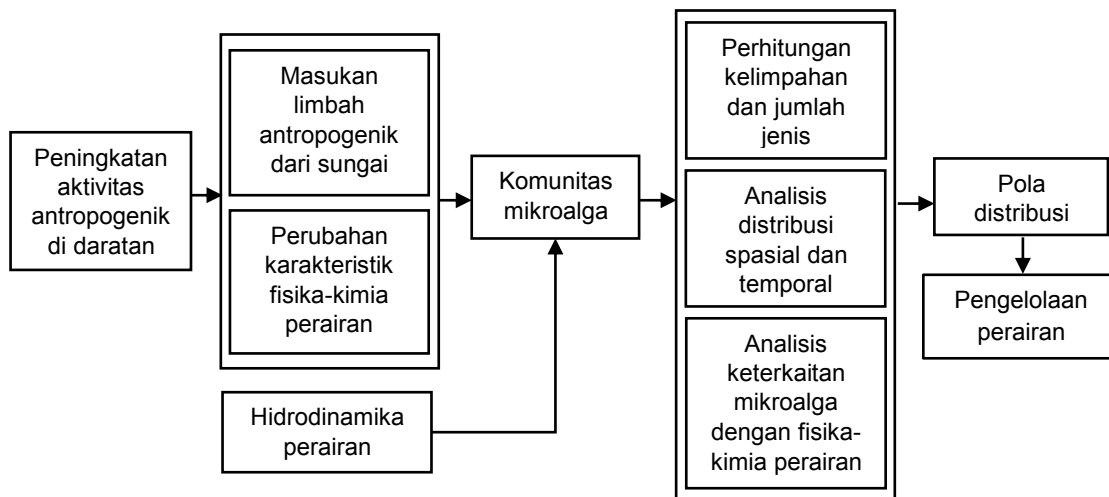 Peningkatan
aktivitas
antropogenik
di daratan
Masukan
limbah
antropogenik
dari sungai
Perubahan
karakteristik
fisika-kimia
perairan
Hidrodinamika
perairan
Komunitas
mikroalga
Perhitungan
kelimpahan
dan jumlah
jenis
Analisis
distribusi
spasial dan
temporal
Analisis
keterkaitan
mikroalga
dengan fisika-
kimia perairan
Pola
distribusi
Pengelolaan
perairan